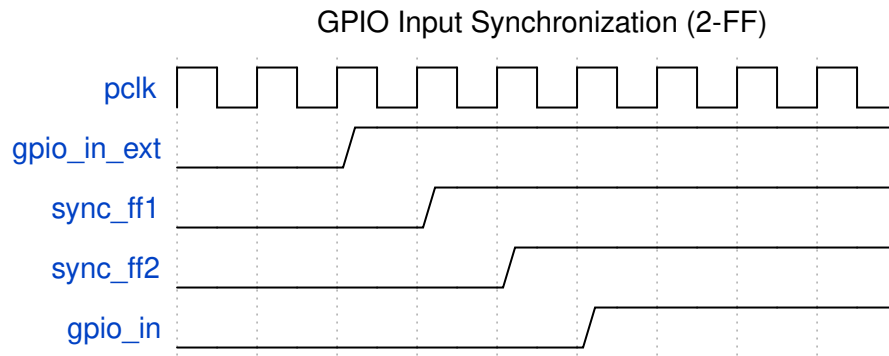 GPIO Input Synchronization (2-FF)
pclk
gpio_in_ext
sync_ff1
sync_ff2
gpio_in